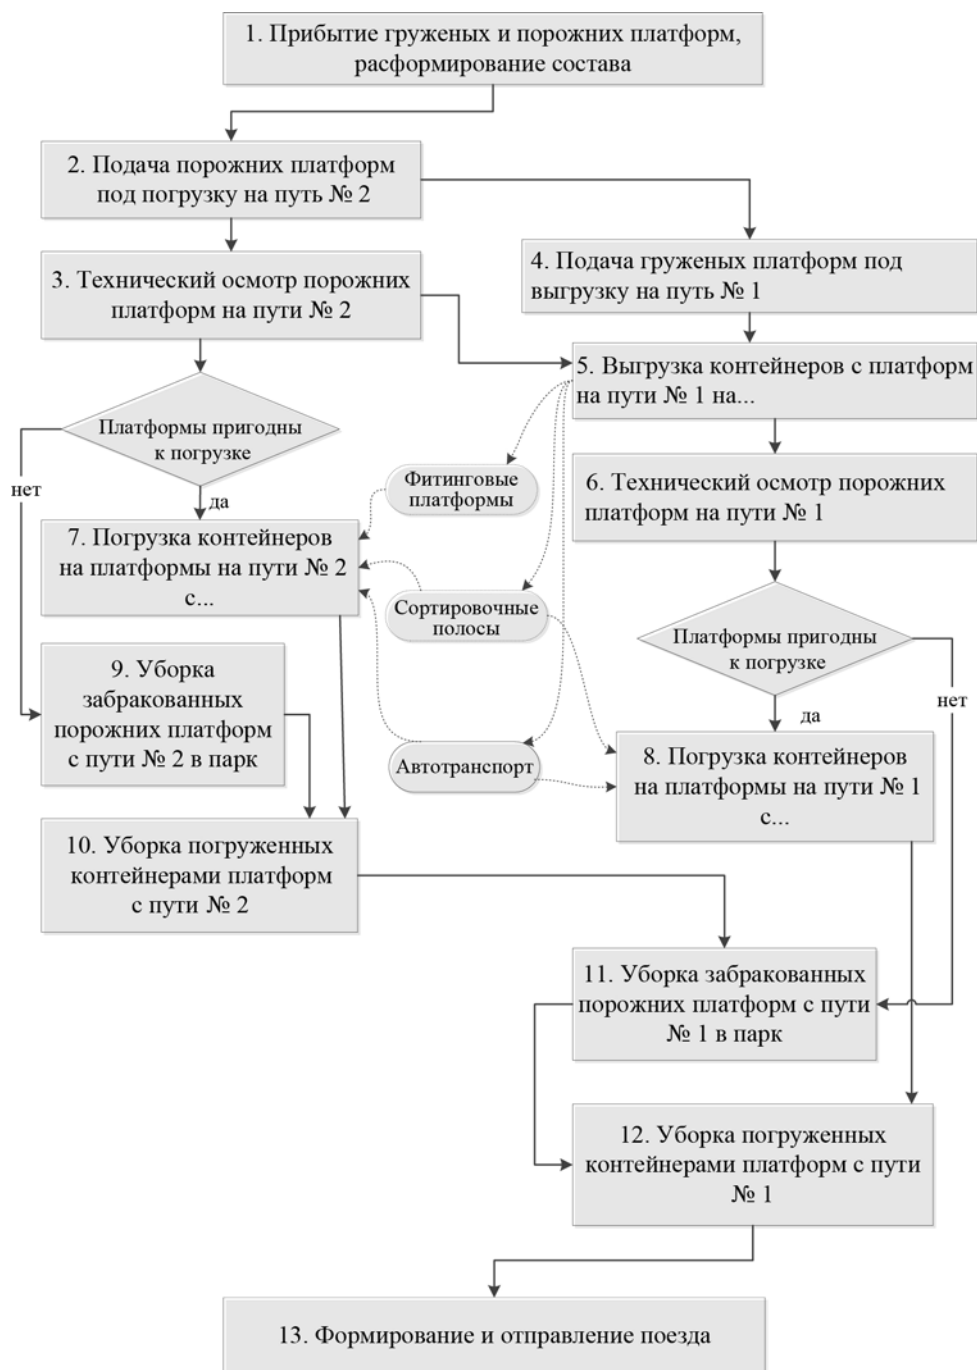 1. Прибытие груженых и порожних платформ,
расформирование состава
2. Подача порожних платформ
под погрузку на путь № 2
3. Технический осмотр порожних
платформ на пути № 2
4. Подача груженых платформ под
выгрузку на путь № 1
5. Выгрузка контейнеров с платформ
на пути № 1 на...
Платформы пригодны
к погрузке
нет
да
Фитинговые
платформы
6. Технический осмотр порожних
платформ на пути № 1
7. Погрузка контейнеров
на платформы на пути № 2
с...
Сортировочные
полосы
Платформы пригодны
к погрузке
нет
да
9. Уборка
забракованных
порожних платформ
с пути № 2 в парк
Автотранспорт
8. Погрузка контейнеров
на платформы на пути № 1
с...
10. Уборка погруженных
контейнерами платформ
с пути № 2
11. Уборка забракованных
порожних платформ с пути
№ 1 в парк
12. Уборка погруженных
контейнерами платформ с пути
№ 1
13. Формирование и отправление поезда